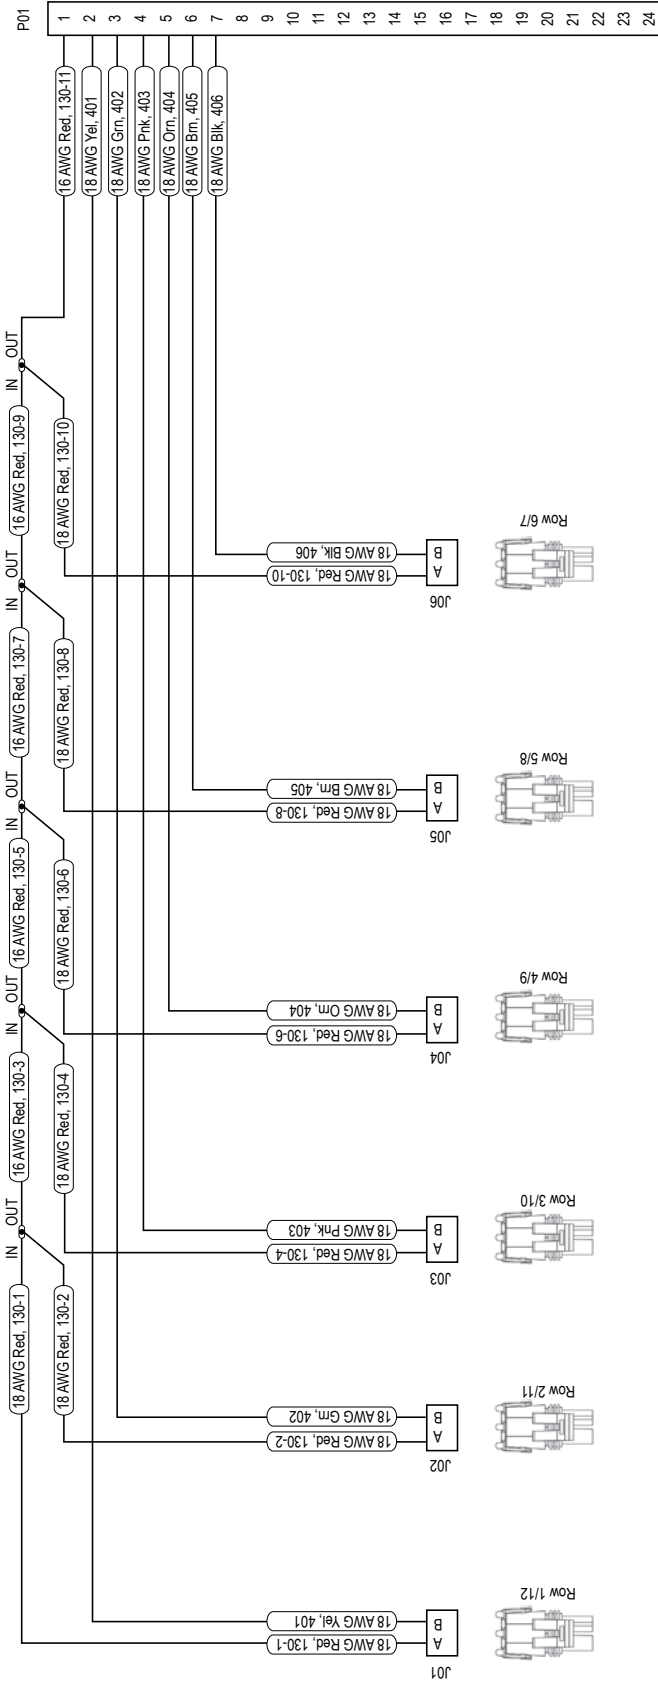 P01
1
2
3
4
5
6
7
8
9
10
11
12
13
14
15
16
17
18
19
20
21
22
23
24
16 AWG Red, 130-11
18 AWG Yel, 401
18 AWG Grn, 402
18 AWG Pnk, 403
18 AWG Orn, 404
18 AWG Brn, 405
18 AWG Blk, 406
IN OUT
16 AWG Red, 130-9
18 AWG Red, 130-10
IN OUT
16 AWG Red, 130-7
18 AWG Red, 130-8
IN OUT
16 AWG Red, 130-5
18 AWG Red, 130-6
IN OUT
16 AWG Red, 130-3
18 AWG Red, 130-4
IN OUT
18 AWG Red, 130-1
18 AWG Red, 130-2
18 AWG Blk, 406
18 AWG Red, 130-10
B
A
J06
Row 6/7
18 AWG Brn, 405
18 AWG Red, 130-8
B
A
J05
Row 5/8
18 AWG Orn, 404
18 AWG Red, 130-6
B
A
J04
Row 4/9
18 AWG Pnk, 403
18 AWG Red, 130-4
B
A
J03
Row 3/10
18 AWG Grn, 402
18 AWG Red, 130-2
B
A
J02
Row 2/11
18 AWG Yel, 401
18 AWG Red, 130-1
B
A
J01
Row 1/12